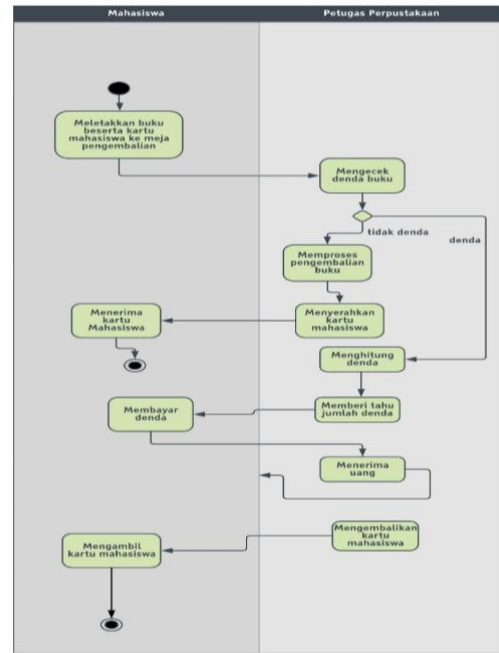 Mahasiswa
Petugas Perpustakaan
Meletakkan buku
beserta kartu
mahasiswa ke meja
pengembalian
Mengecek
denda buku
tidak denda
denda
Memproses
pengembalian
buku
Menyerahkan
kartu
mahasiswa
Menerima
kartu
Mahasiswa
Menghitung
denda
Memberi tahu
jumlah denda
Membayar
denda
Menerima
uang
Mengembalikan
kartu
mahasiswa
Mengambil
kartu mahasiswa